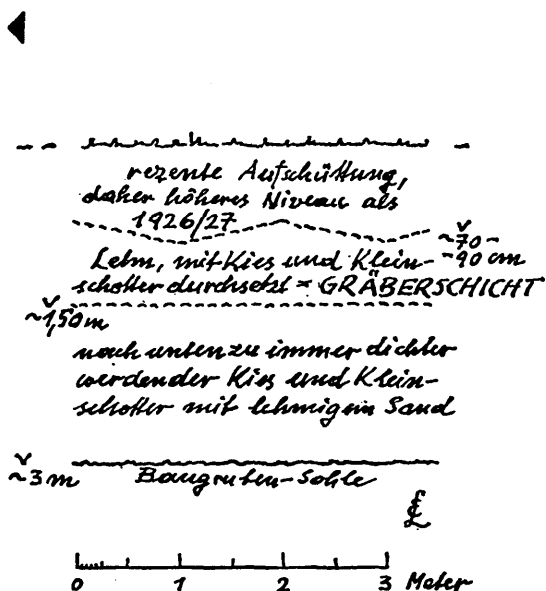 rezente Aufschüttung,
daher höheres Niveau als
1926/27
~70-
-90 cm
Lehm, mit Kies und Klein-
schotter durchsetzt = GRÄBERSCHICHT
~1,50m
nach unten zu immer dichter
werdender Kies und Klein-
schotter mit lehmigem Sand
~3m
Baugruben-Sohle
0 1 2 3 Meter